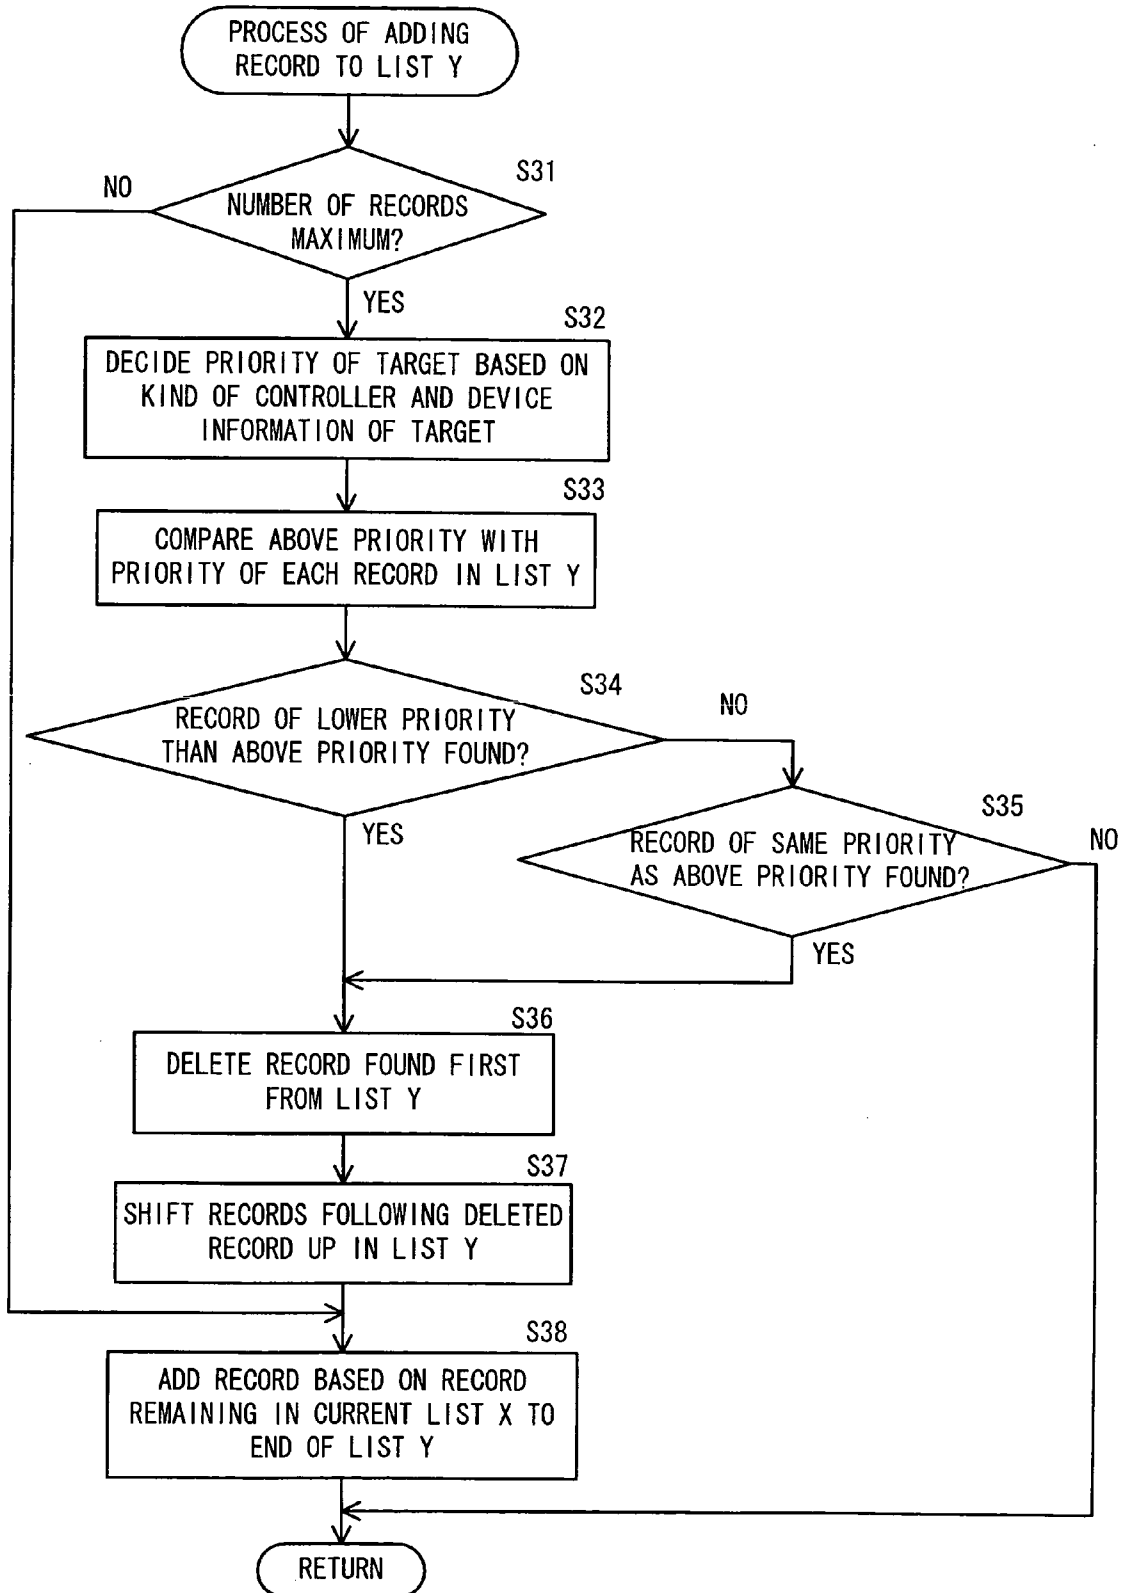 PROCESS OF ADDING
RECORD TO LIST Y
S31
NO
NUMBER OF RECORDS
MAXIMUM?
YES
S32
DECIDE PRIORITY OF TARGET BASED ON
KIND OF CONTROLLER AND DEVICE
INFORMATION OF TARGET
S33
COMPARE ABOVE PRIORITY WITH
PRIORITY OF EACH RECORD IN LIST Y
S34
NO
RECORD OF LOWER PRIORITY
THAN ABOVE PRIORITY FOUND?
YES
S35
NO
RECORD OF SAME PRIORITY
AS ABOVE PRIORITY FOUND?
YES
S36
DELETE RECORD FOUND FIRST
FROM LIST Y
S37
SHIFT RECORDS FOLLOWING DELETED
RECORD UP IN LIST Y
S38
ADD RECORD BASED ON RECORD
REMAINING IN CURRENT LIST X TO
END OF LIST Y
RETURN